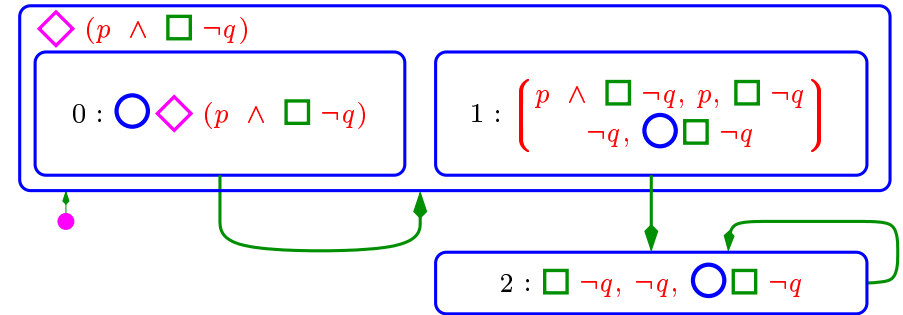 ◇ (p ∧ □ ¬q)
0 : ○ ◇ (p ∧ □ ¬q)
1 : { p ∧ □ ¬q, p, □ ¬q
¬q, ○ □ ¬q }
2 : □ ¬q, ¬q, ○ □ ¬q